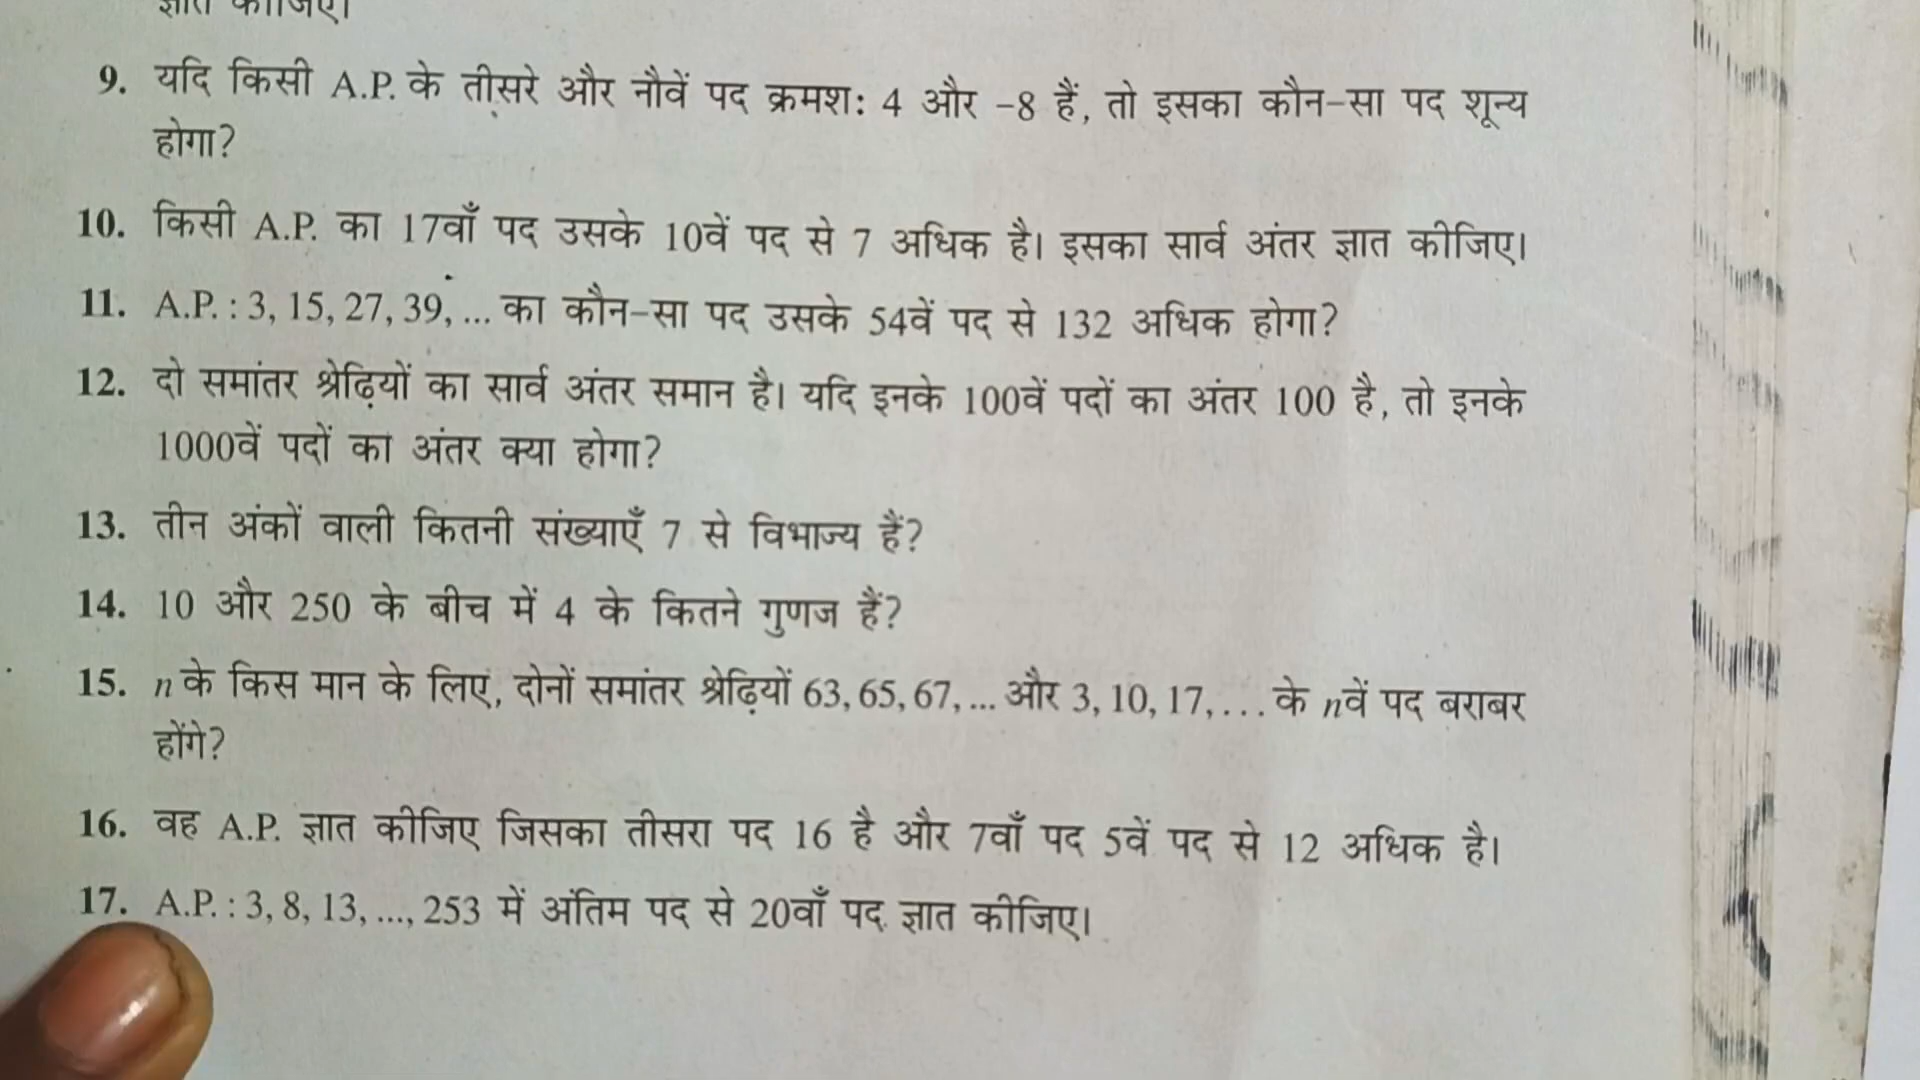 ज्ञात कीजिए।
9. यदि किसी A.P. के तीसरे और नौवें पद क्रमशः 4 और -8 हैं, तो इसका कौन-सा पद शून्य
होगा?
10. किसी A.P. का 17वाँ पद उसके 10वें पद से 7 अधिक है। इसका सार्व अंतर ज्ञात कीजिए।
11. A.P. : 3, 15, 27, 39, ... का कौन-सा पद उसके 54वें पद से 132 अधिक होगा?
12. दो समांतर श्रेढ़ियों का सार्व अंतर समान है। यदि इनके 100वें पदों का अंतर 100 है, तो इनके
1000वें पदों का अंतर क्या होगा?
13. तीन अंकों वाली कितनी संख्याएँ 7 से विभाज्य हैं?
14. 10 और 250 के बीच में 4 के कितने गुणज हैं?
15. n के किस मान के लिए, दोनों समांतर श्रेढ़ियों 63, 65, 67, ... और 3, 10, 17, . . . के nवें पद बराबर
होंगे?
16. वह A.P. ज्ञात कीजिए जिसका तीसरा पद 16 है और 7वाँ पद 5वें पद से 12 अधिक है।
17. A.P. : 3, 8, 13, ..., 253 में अंतिम पद से 20वाँ पद ज्ञात कीजिए।